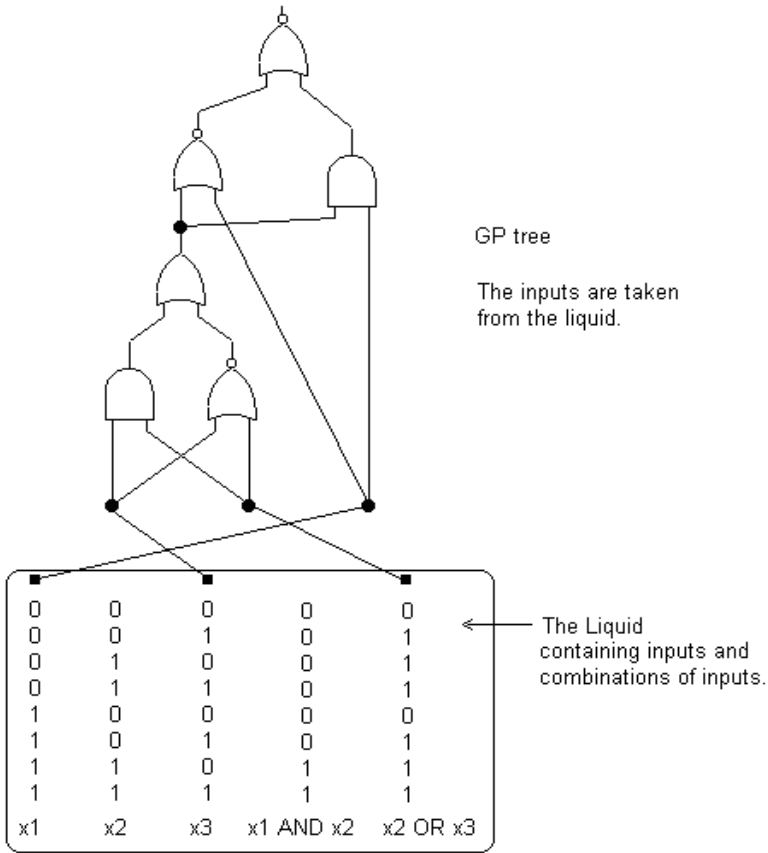 GP tree
The inputs are taken
from the liquid.
0 0 0 0 0
0 0 1 0 1
0 1 0 0 1
0 1 1 0 1
1 0 0 0 0
1 0 1 0 1
1 1 0 1 1
1 1 1 1 1
x1 x2 x3 x1 AND x2 x2 OR x3
The Liquid
containing inputs and
combinations of inputs.